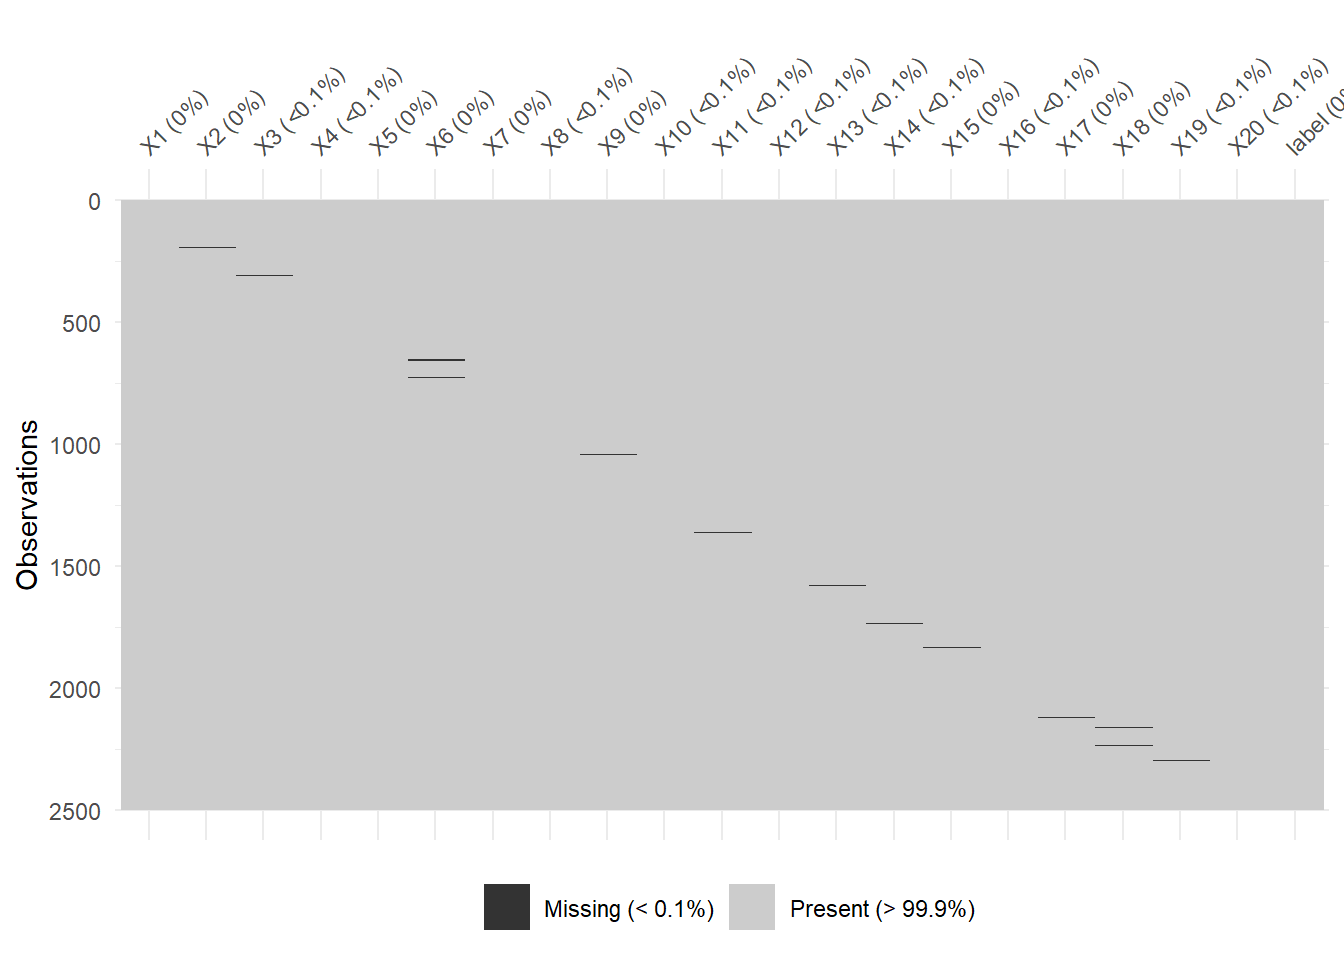 X1 (0%)
X2 (0%)
X3 (<0.1%)
X4 (<0.1%)
X5 (0%)
X6 (0%)
X7 (0%)
X8 (<0.1%)
X9 (0%)
X10 (<0.1%)
X11 (<0.1%)
X12 (<0.1%)
X13 (<0.1%)
X14 (<0.1%)
X15 (0%)
X16 (<0.1%)
X17 (0%)
X18 (0%)
X19 (<0.1%)
X20 (<0.1%)
label (0%
0
500
1000
1500
2000
2500
Observations
Missing (< 0.1%)
Present (> 99.9%)